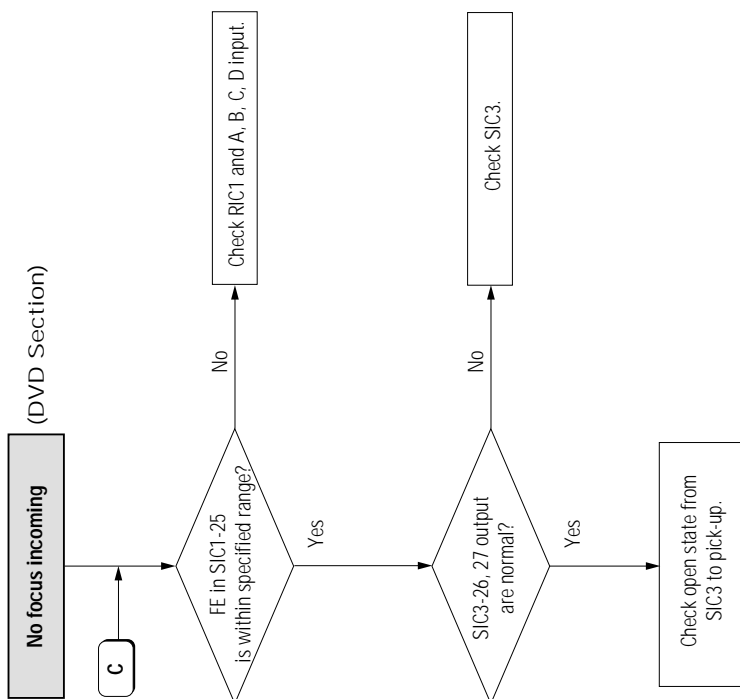 No focus incoming
(DVD Section)
C
FE in SIC1-25
is within specified range?
No
Check RIC1 and A, B, C, D input.
Yes
SIC3-26, 27 output
are normal?
No
Check SIC3.
Yes
Check open state from
SIC3 to pick-up.